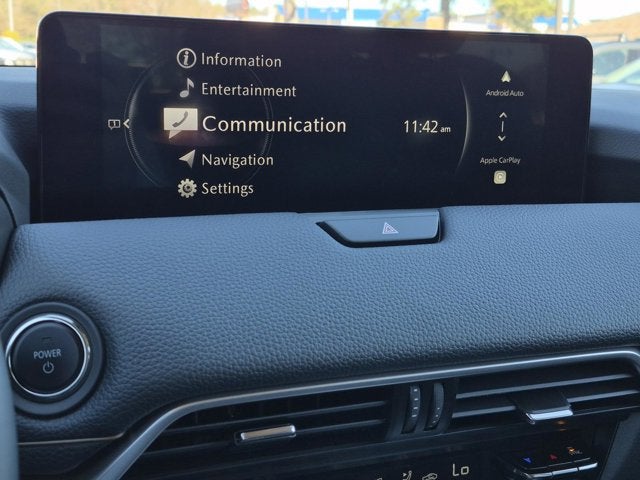 Information
Entertainment
Communication
11:42 am
Navigation
Settings
Android Auto
Apple CarPlay
POWER
Lo